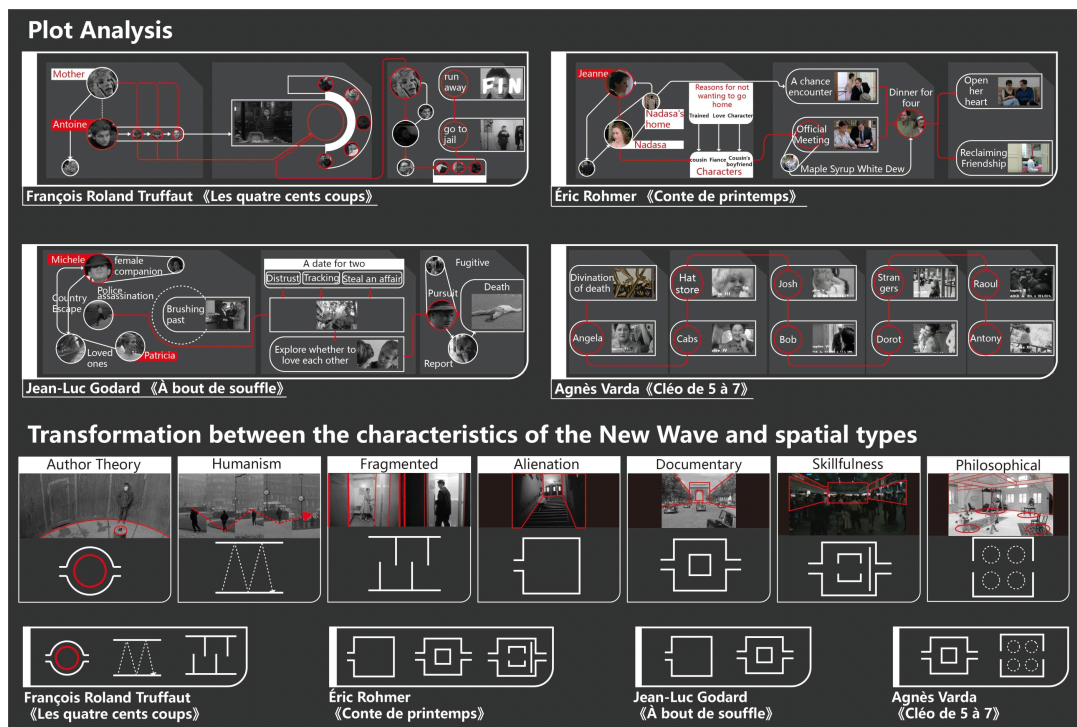 Plot Analysis
Mother
Antoine
run
away
FIN
go to
jail
François Roland Truffaut 《Les quatre cents coups》
Jeanne
Nadasa's
home
Nadasa
Reasons for not
wanting to go
home
Trained Love Character
cousin Fiance Cousin's
boyfriend
Characters
A chance
encounter
Official
Meeting
Maple Syrup White Dew
Dinner for
four
Open
her
heart
Reclaiming
Friendship
Éric Rohmer 《Conte de printemps》
Michele
female
companion
Police
assassination
Country
Escape
Loved
ones
Patricia
Brushing
past
A date for two
Distrust Tracking Steal an affair
Explore whether to
love each other
Fugitive
Pursuit
Death
Report
Jean-Luc Godard 《À bout de souffle》
Divination
of death
Hat
store
Josh
Stran
gers
Raoul
Angela
Cabs
Bob
Dorot
Antony
Agnès Varda 《Cléo de 5 à 7》
Transformation between the characteristics of the New Wave and spatial types
Author Theory
Humanism
Fragmented
Alienation
Documentary
Skillfulness
Philosophical
François Roland Truffaut
《Les quatre cents coups》
Éric Rohmer
《Conte de printemps》
Jean-Luc Godard
《À bout de souffle》
Agnès Varda
《Cléo de 5 à 7》